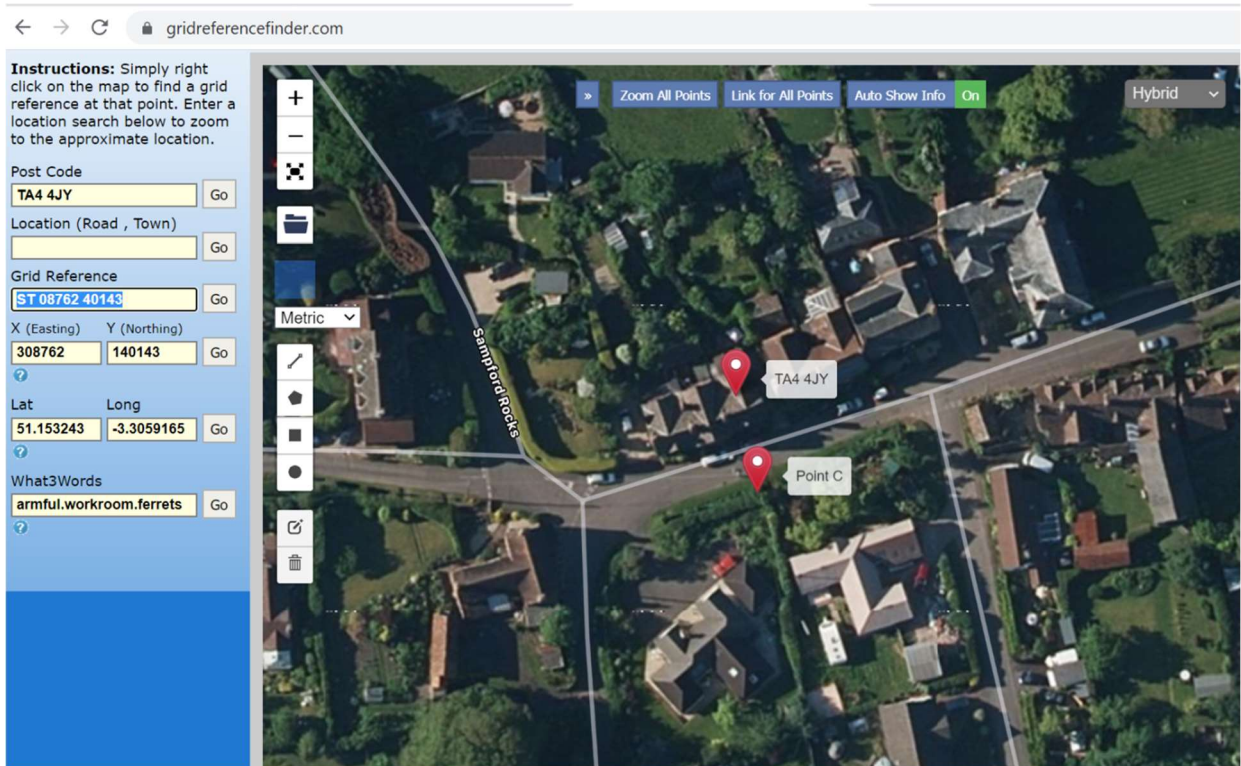 gridreferencefinder.com
Instructions: Simply right
click on the map to find a grid
reference at that point. Enter a
location search below to zoom
to the approximate location.
Post Code
TA4 4JY Go
Location (Road , Town)
Go
Grid Reference
ST 08762 40143 Go
X (Easting) Y (Northing)
308762 140143 Go
?
Lat Long
51.153243 -3.3059165 Go
?
What3Words
armful.workroom.ferrets Go
?
+
−
Metric
» Zoom All Points Link for All Points Auto Show Info On
Hybrid
Sampford Rocks
TA4 4JY
Point C